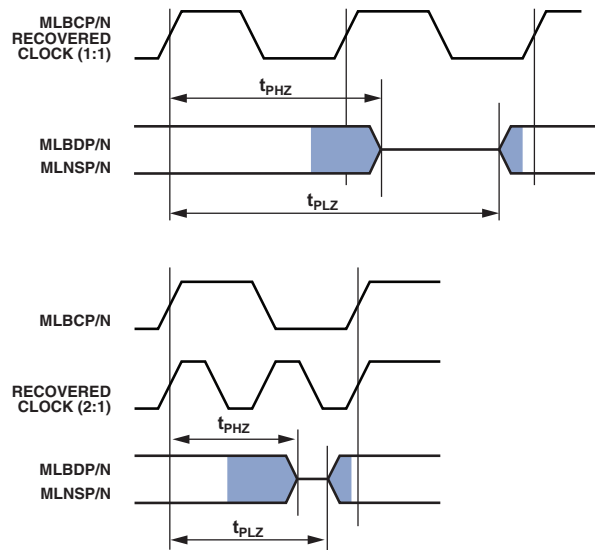 MLBCP/N
RECOVERED
CLOCK (1:1)
tPHZ
MLBDP/N
MLNSP/N
tPLZ
MLBCP/N
RECOVERED
CLOCK (2:1)
tPHZ
MLBDP/N
MLNSP/N
tPLZ